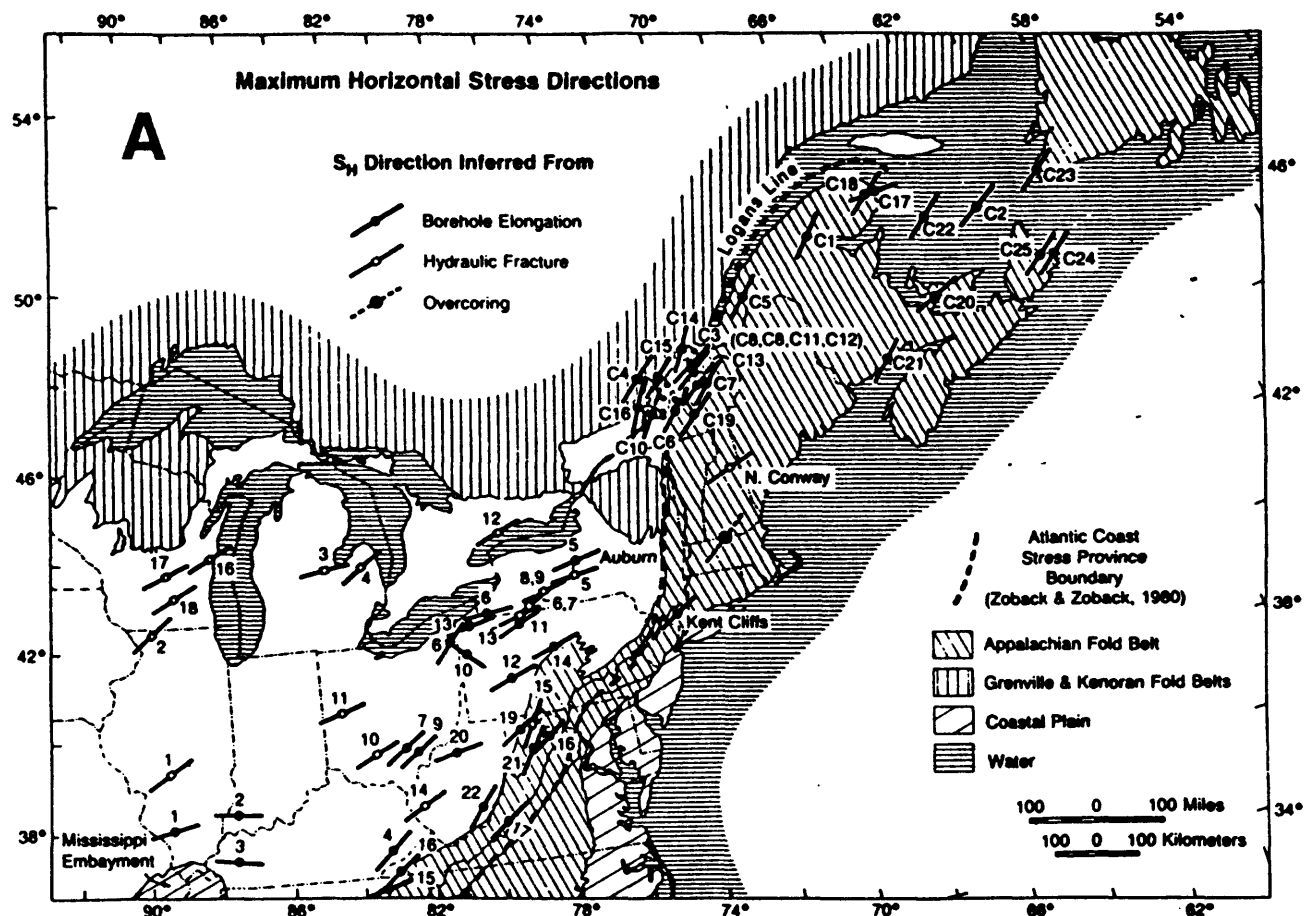 90° 86° 82° 78° 74° 70° 66° 62° 58° 54°
Maximum Horizontal Stress Directions
A
S_H Direction Inferred From
Borehole Elongation
Hydraulic Fracture
Overcoring
54°
50°
46°
42°
38°
46°
42°
38°
34°
Logans Line
C18
C17
C23
C1
C22
C2
C25
C24
C5
C20
C14
C3
(C8,C8,C11,C12)
C15
C13
C21
C4
C7
C16
C19
C10
C6
N. Conway
12
5
Auburn
17
16
3
4
8,9
5
18
6
6,7
13
13
11
Kent Cliffs
2
6
10
12
14
15
11
7
9
19
10
20
16
1
21
2
14
22
1
17
Mississippi
Embayment
3
4
16
15
Atlantic Coast
Stress Province
Boundary
(Zoback & Zoback, 1980)
Appalachian Fold Belt
Grenville & Kenoran Fold Belts
Coastal Plain
Water
100 0 100 Miles
100 0 100 Kilometers
90° 86° 82° 78° 74° 70° 66°